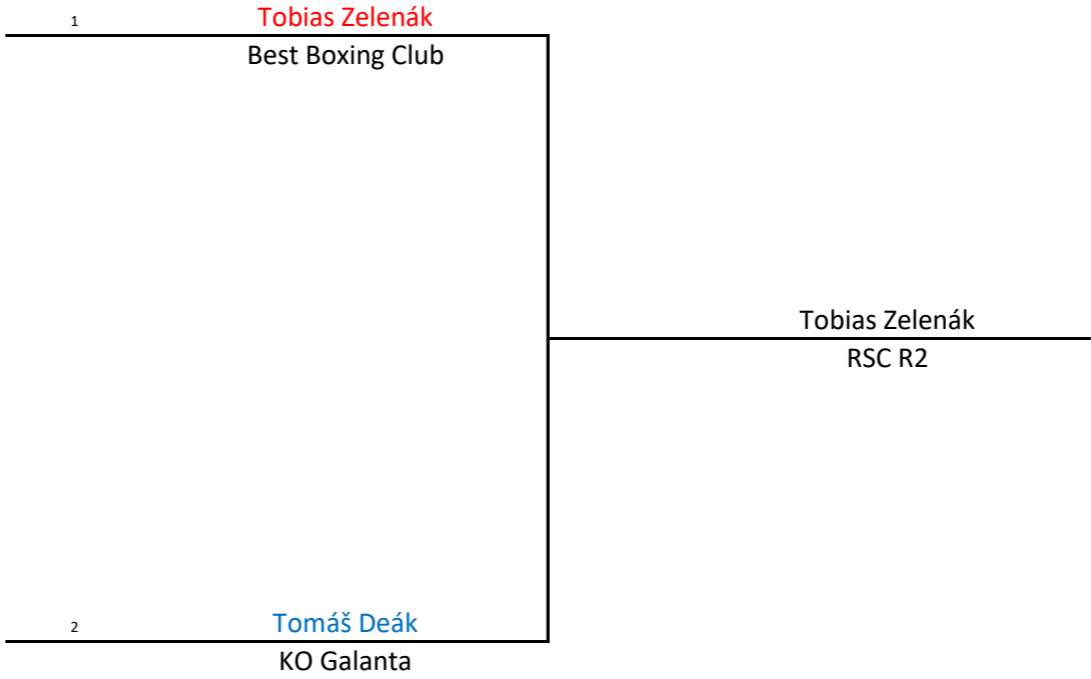 1 Tobias Zelenák
Best Boxing Club
Tobias Zelenák
RSC R2
2 Tomáš Deák
KO Galanta